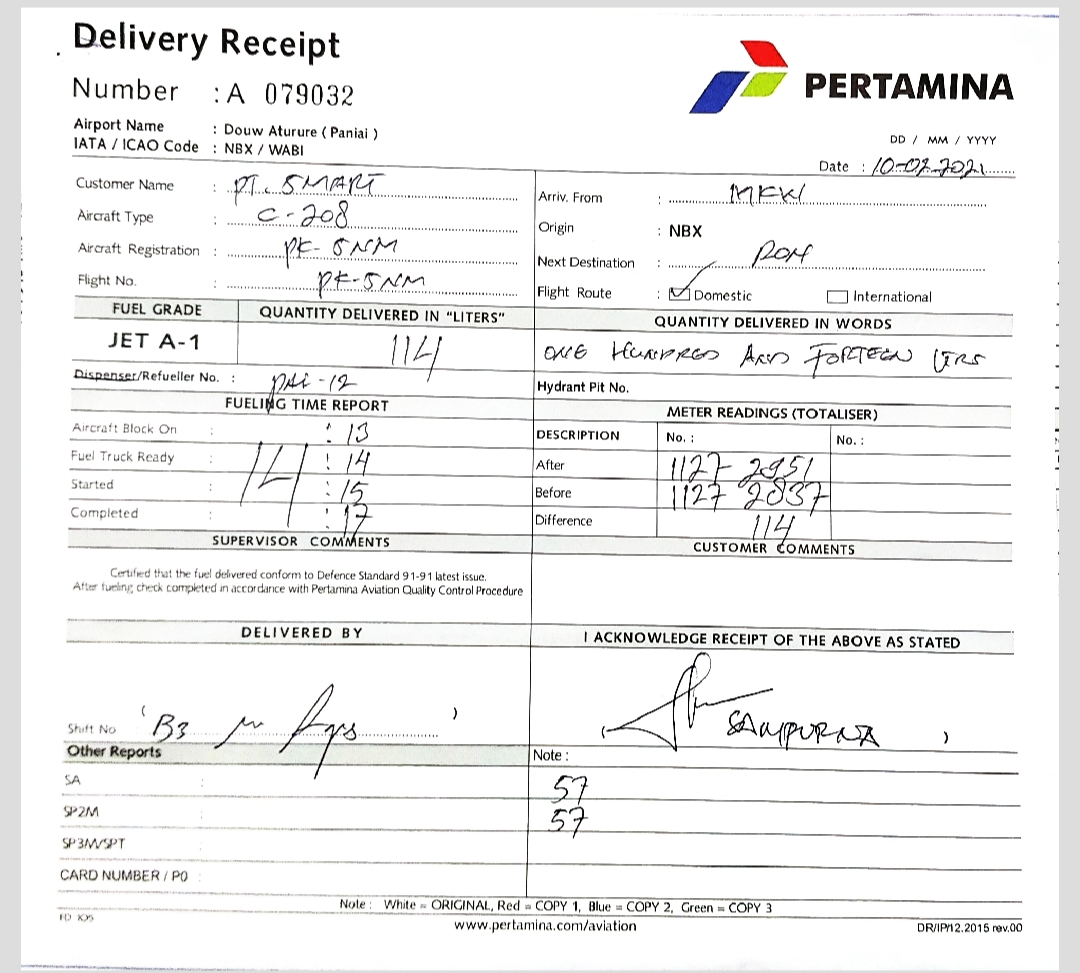 Delivery Receipt
PERTAMINA
Number : A 079032
Airport Name : Douw Aturure ( Paniai )
IATA / ICAO Code : NBX / WABI
DD / MM / YYYY
Date : 10-02-2021
Customer Name : PT. SMART
Arriv. From : MKW
Aircraft Type : C-208
Origin : NBX
Aircraft Registration : PK-SNM
Next Destination :
Flight No. : PK-SNM
Flight Route : Domestic International
FUEL GRADE QUANTITY DELIVERED IN "LITERS" QUANTITY DELIVERED IN WORDS
JET A-1 114 ONE HUNDRED AND FORTEEN LTRS
Dispenser/Refueller No. : PAI-12
Hydrant Pit No.
FUELING TIME REPORT METER READINGS (TOTALISER)
Aircraft Block On : : 13
DESCRIPTION No. : No. :
Fuel Truck Ready : 14 : 14
After 1127 2951
Started : : 15
Before 1127 2837
Completed : : 17
Difference 114
SUPERVISOR COMMENTS CUSTOMER COMMENTS
Certified that the fuel delivered conform to Defence Standard 91-91 latest issue.
After fueling check completed in accordance with Pertamina Aviation Quality Control Procedure
DELIVERED BY I ACKNOWLEDGE RECEIPT OF THE ABOVE AS STATED
Shift No ( B3 ) SAMPURNA )
Other Reports Note :
SA : 57
SP2M : 57
SP3M/SPT :
CARD NUMBER / PO :
Note : White = ORIGINAL, Red = COPY 1, Blue = COPY 2, Green = COPY 3
www.pertamina.com/aviation
DR/IP/12.2015 rev.00